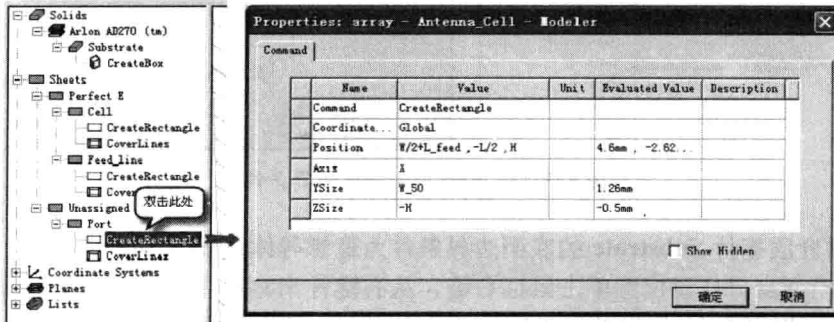 Solids
Arlon AD270 (tm)
Substrate
CreateBox
Sheets
Perfect E
Cell
CreateRectangle
CoverLines
Feed_line
CreateRectangle
Cover
双击此处
Unassigned
Port
CreateRectangle
CoverLines
Coordinate Systems
Planes
Lists
Properties: array - Antenna_Cell - Modeler
Command
Name Value Unit Evaluated Value Description
Command CreateRectangle
Coordinate... Global
Position W/2+L_feed ,-L/2 ,H 4.6mm , -2.62...
Axis X
YSize W_50 1.26mm
ZSize -H -0.5mm
Show Hidden
确定 取消